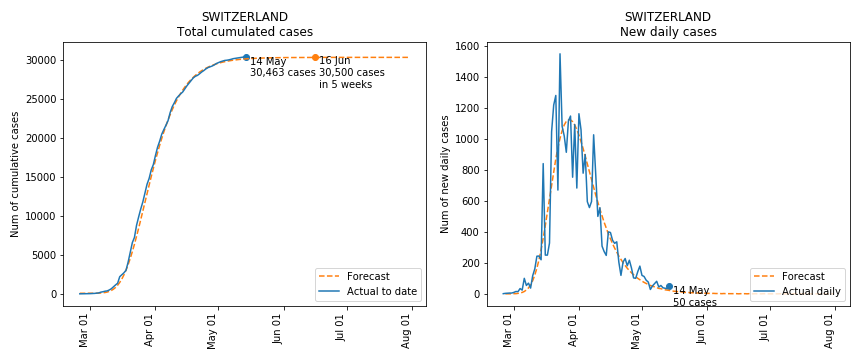 SWITZERLAND
Total cumulated cases
Num of cumulative cases
30000
25000
20000
15000
10000
5000
0
14 May
30,463 cases
16 Jun
30,500 cases
in 5 weeks
Forecast
Actual to date
Mar 01
Apr 01
May 01
Jun 01
Jul 01
Aug 01
SWITZERLAND
New daily cases
Num of new daily cases
1600
1400
1200
1000
800
600
400
200
0
14 May
50 cases
Forecast
Actual daily
Mar 01
Apr 01
May 01
Jun 01
Jul 01
Aug 01